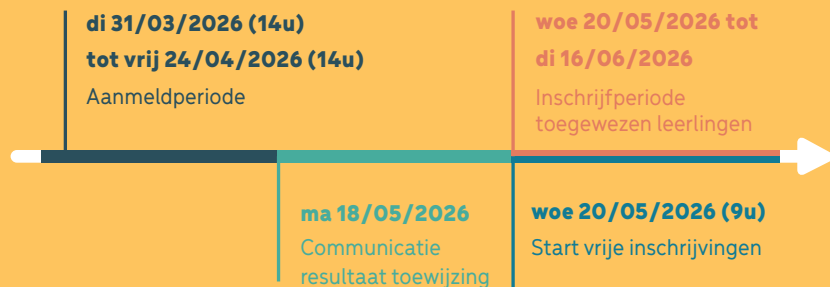 di 31/03/2026 (14u)
tot vrij 24/04/2026 (14u)
Aanmeldperiode
woe 20/05/2026 tot
di 16/06/2026
Inschrijfperiode
toegewezen leerlingen
ma 18/05/2026
Communicatie
resultaat toewijzing
woe 20/05/2026 (9u)
Start vrije inschrijvingen